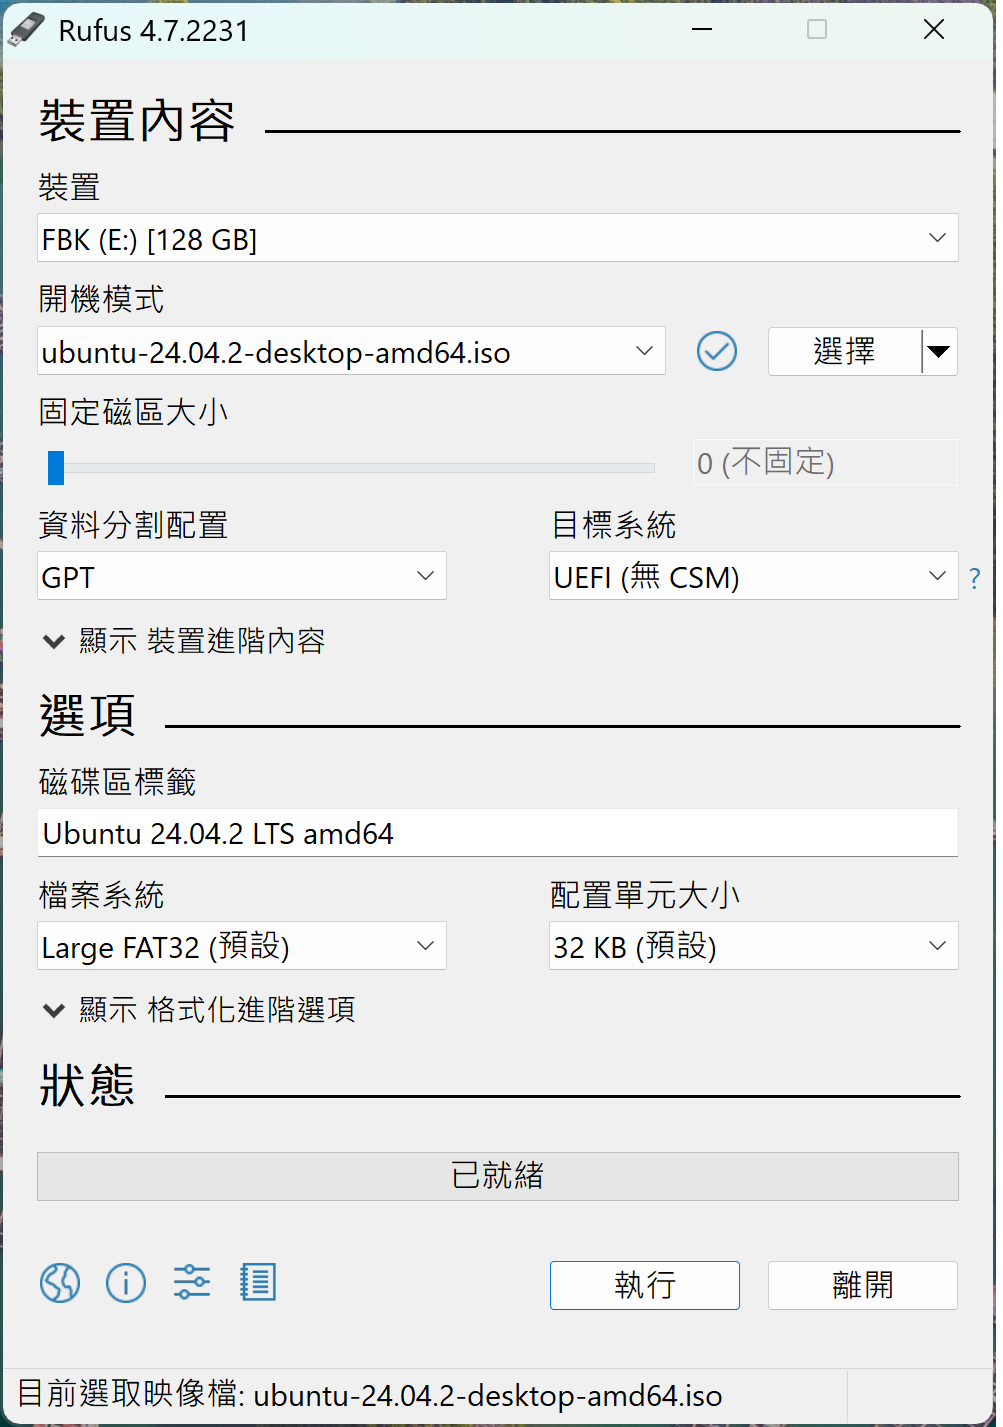 Rufus 4.7.2231
裝置內容
裝置
FBK (E:) [128 GB]
開機模式
ubuntu-24.04.2-desktop-amd64.iso
選擇
固定磁區大小
0 (不固定)
資料分割配置
目標系統
GPT
UEFI (無 CSM)
?
顯示 裝置進階內容
選項
磁碟區標籤
Ubuntu 24.04.2 LTS amd64
檔案系統
配置單元大小
Large FAT32 (預設)
32 KB (預設)
顯示 格式化進階選項
狀態
已就緒
執行
離開
目前選取映像檔: ubuntu-24.04.2-desktop-amd64.iso